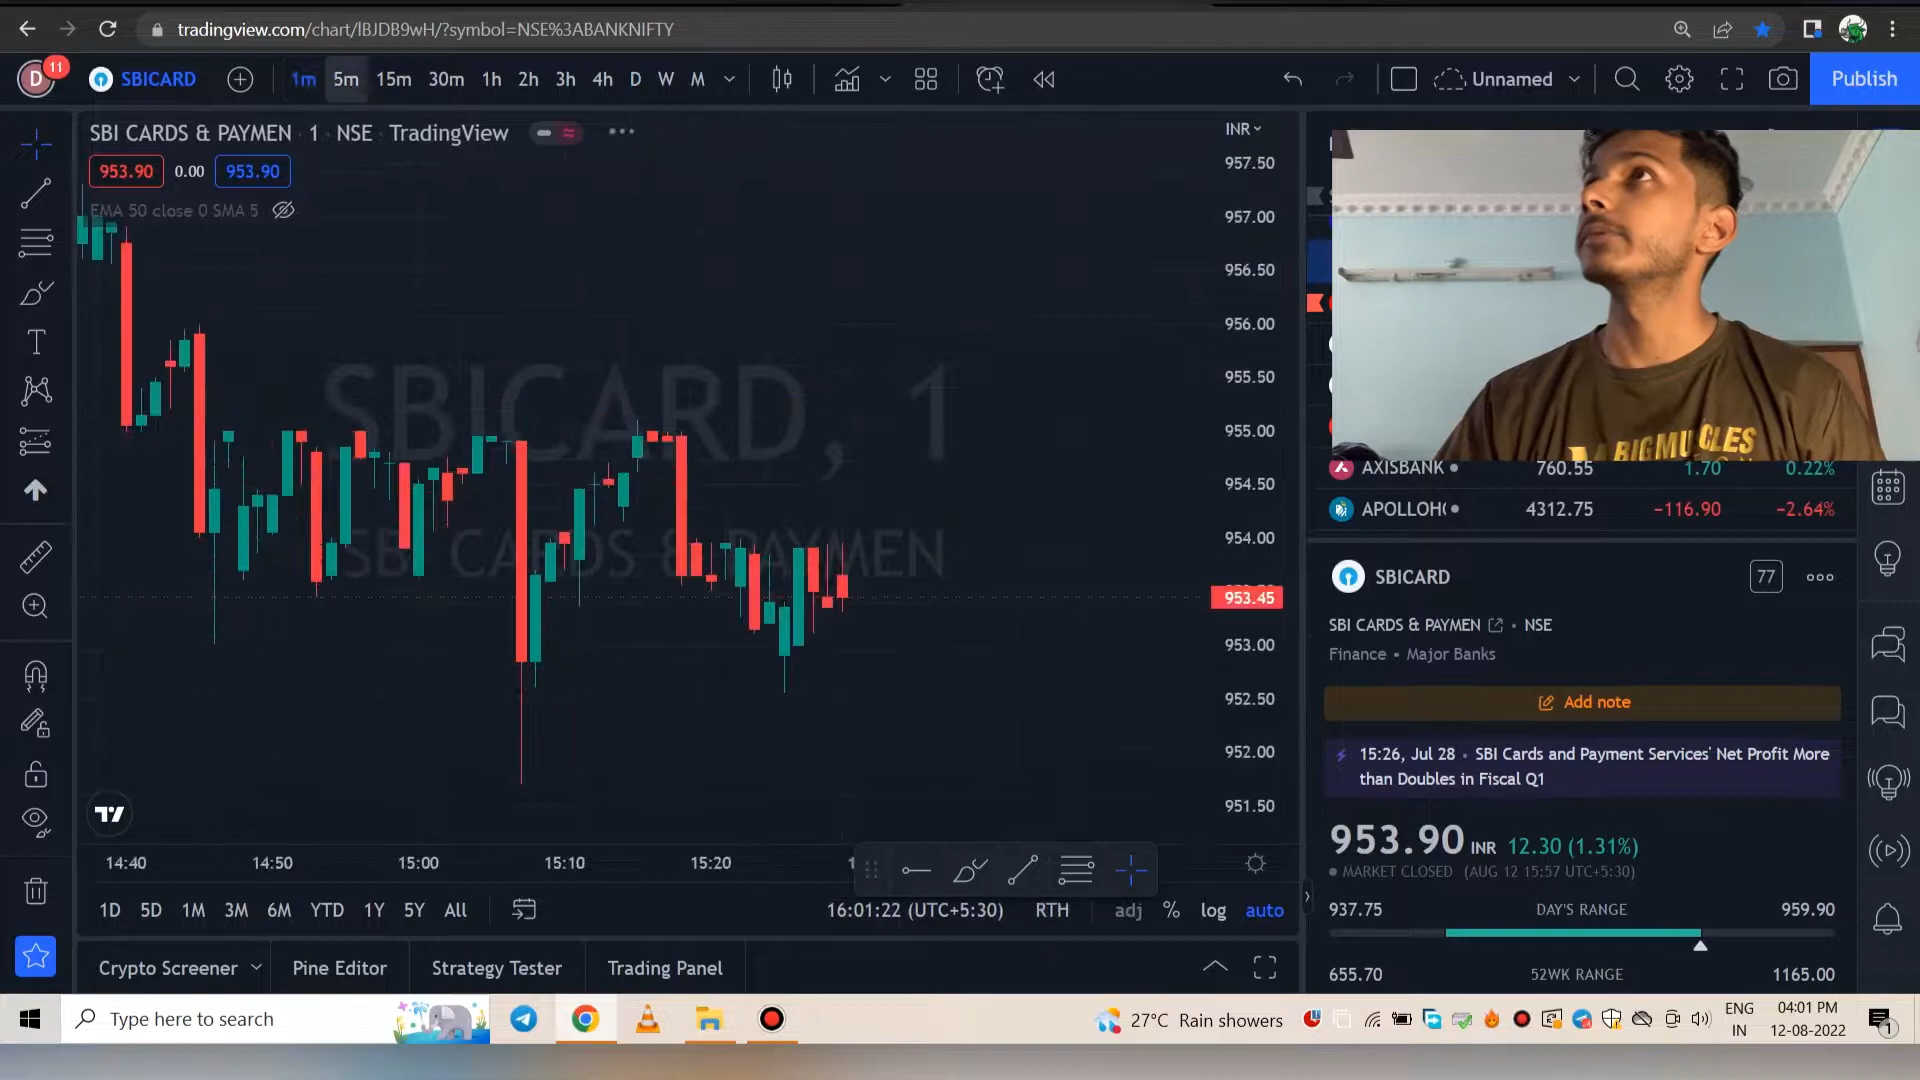 tradingview.com/chart/lBJDB9wH/?symbol=NSE%3ABANKNIFTY
D 11 SBICARD 1m 5m 15m 30m 1h 2h 3h 4h D W M Unnamed Publish
SBI CARDS & PAYMEN · 1 · NSE TradingView
INR
953.90 0.00 953.90
EMA 50 close 0 SMA 5
SBICARD, 1
SBI CARDS & PAYMEN
957.50
957.00
956.50
956.00
955.50
955.00
954.50
954.00
953.45
953.00
952.50
952.00
951.50
14:40 14:50 15:00 15:10 15:20
1D 5D 1M 3M 6M YTD 1Y 5Y All
16:01:22 (UTC+5:30) RTH adj % log auto
Crypto Screener Pine Editor Strategy Tester Trading Panel
BIGMUSCLES
AXISBANK 760.55 1.70 0.22%
APOLLOH 4312.75 −116.90 −2.64%
SBICARD 77
SBI CARDS & PAYMEN · NSE
Finance · Major Banks
Add note
15:26, Jul 28 · SBI Cards and Payment Services' Net Profit More
than Doubles in Fiscal Q1
953.90 INR 12.30 (1.31%)
MARKET CLOSED (AUG 12 15:57 UTC+5:30)
937.75 DAY'S RANGE 959.90
655.70 52WK RANGE 1165.00
Type here to search
27°C Rain showers
ENG
IN
04:01 PM
12-08-2022
1